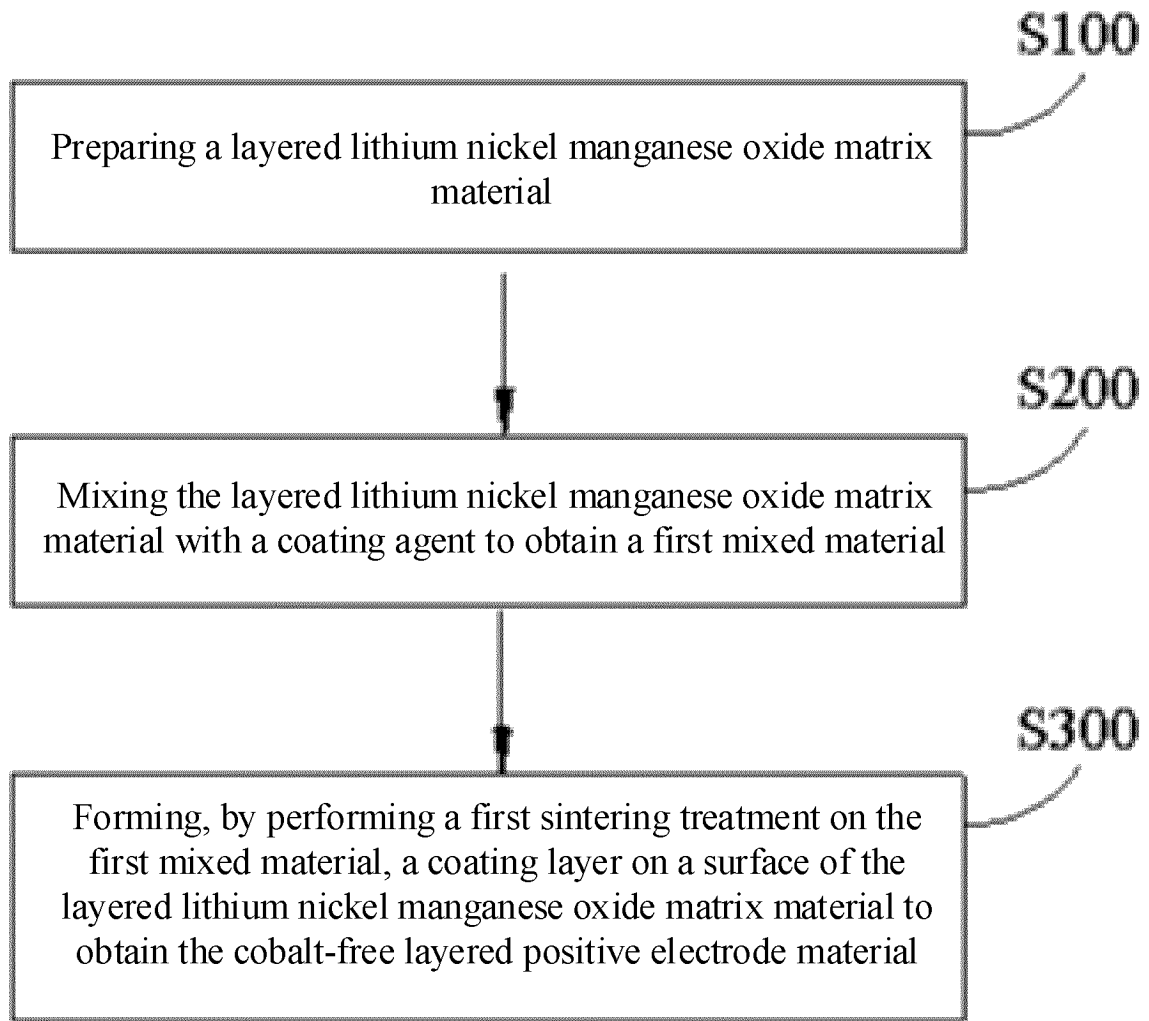 S100
Preparing a layered lithium nickel manganese oxide matrix
material
S200
Mixing the layered lithium nickel manganese oxide matrix
material with a coating agent to obtain a first mixed material
S300
Forming, by performing a first sintering treatment on the
first mixed material, a coating layer on a surface of the
layered lithium nickel manganese oxide matrix material to
obtain the cobalt-free layered positive electrode material